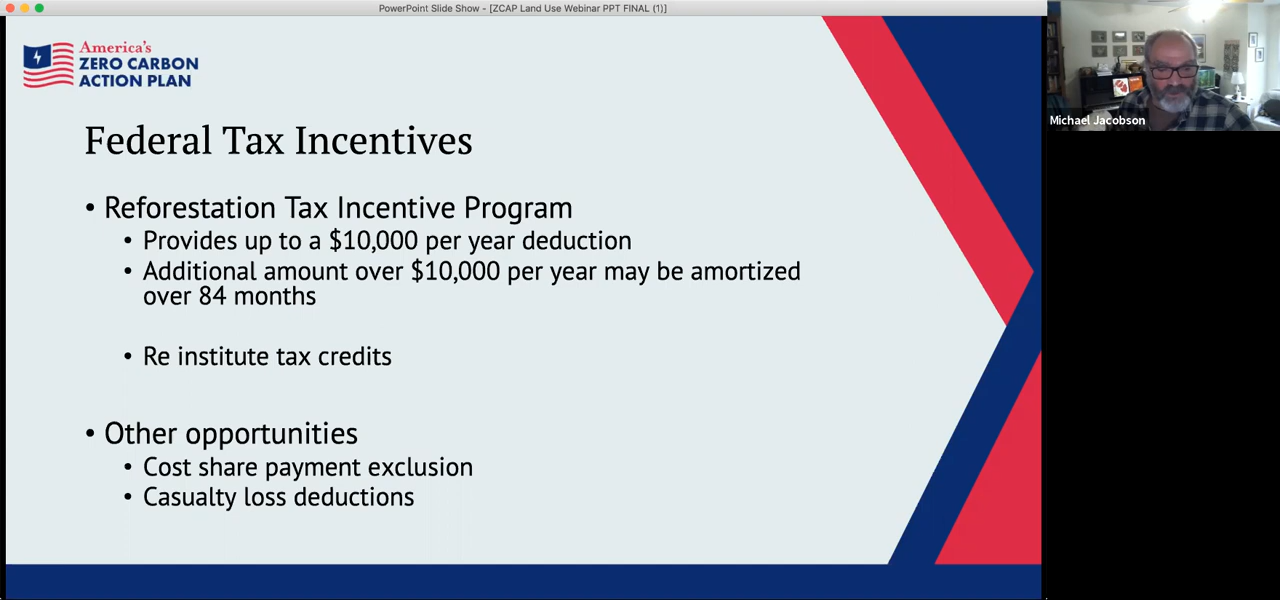 PowerPoint Slide Show - [ZCAP Land Use Webinar PPT FINAL (1)]
America's
ZERO CARBON
ACTION PLAN
Michael Jacobson
Federal Tax Incentives
• Reforestation Tax Incentive Program
• Provides up to a $10,000 per year deduction
• Additional amount over $10,000 per year may be amortized
over 84 months
• Re institute tax credits
• Other opportunities
• Cost share payment exclusion
• Casualty loss deductions